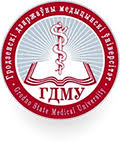 Гродзенскі дзяржаўны медыцынскі ўніверсітэт
ГДМУ
Grodno State Medical University